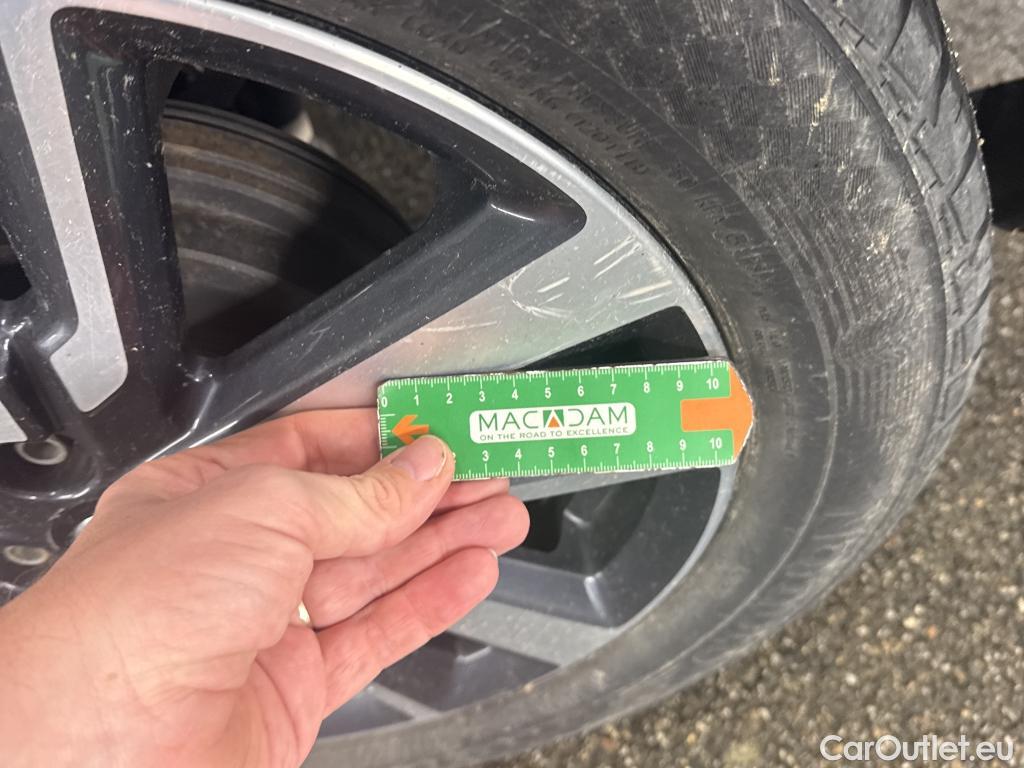 0 1 2 3 4 5 6 7 8 9 10
MACADAM
ON THE ROAD TO EXCELLENCE
3 4 5 6 7 8 9 10
CarOutlet.eu